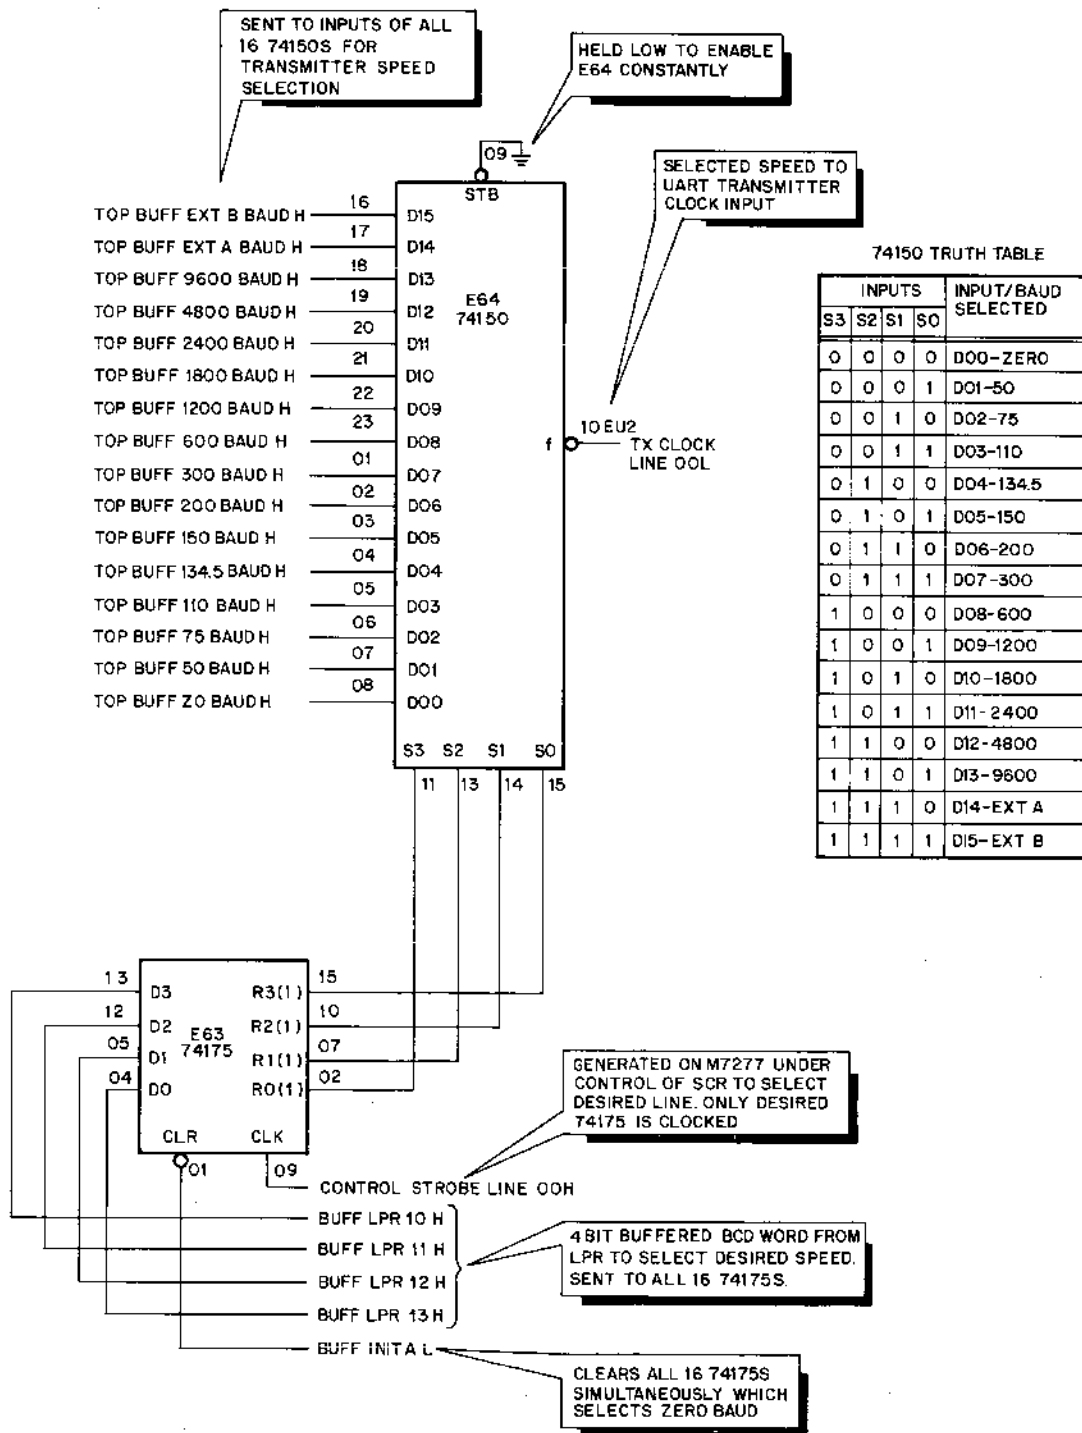 SENT TO INPUTS OF ALL
16 74150S FOR
TRANSMITTER SPEED
SELECTION
HELD LOW TO ENABLE
E64 CONSTANTLY
09
STB
SELECTED SPEED TO
UART TRANSMITTER
CLOCK INPUT
TOP BUFF EXT B BAUD H 16 D15
TOP BUFF EXT A BAUD H 17 D14
TOP BUFF 9600 BAUD H 18 D13
TOP BUFF 4800 BAUD H 19 D12
TOP BUFF 2400 BAUD H 20 D11
TOP BUFF 1800 BAUD H 21 D10
TOP BUFF 1200 BAUD H 22 D09
TOP BUFF 600 BAUD H 23 D08
TOP BUFF 300 BAUD H 01 D07
TOP BUFF 200 BAUD H 02 D06
TOP BUFF 150 BAUD H 03 D05
TOP BUFF 134.5 BAUD H 04 D04
TOP BUFF 110 BAUD H 05 D03
TOP BUFF 75 BAUD H 06 D02
TOP BUFF 50 BAUD H 07 D01
TOP BUFF ZO BAUD H 08 D00
E64
74150
f
10 EU2
TX CLOCK
LINE 00L
S3 S2 S1 S0
11 13 14 15
74150 TRUTH TABLE
INPUTS INPUT/BAUD
SELECTED
S3 S2 S1 S0
0 0 0 0 D00-ZERO
0 0 0 1 D01-50
0 0 1 0 D02-75
0 0 1 1 D03-110
0 1 0 0 D04-134.5
0 1 0 1 D05-150
0 1 1 0 D06-200
0 1 1 1 D07-300
1 0 0 0 D08-600
1 0 0 1 D09-1200
1 0 1 0 D10-1800
1 0 1 1 D11-2400
1 1 0 0 D12-4800
1 1 0 1 D13-9600
1 1 1 0 D14-EXT A
1 1 1 1 D15-EXT B
13 D3 R3(1) 15
12 D2 R2(1) 10
05 D1 R1(1) 07
04 D0 R0(1) 02
E63
74175
CLR CLK
01 09
GENERATED ON M7277 UNDER
CONTROL OF SCR TO SELECT
DESIRED LINE. ONLY DESIRED
74175 IS CLOCKED
CONTROL STROBE LINE 00H
BUFF LPR 10 H
BUFF LPR 11 H
BUFF LPR 12 H
BUFF LPR 13 H
4 BIT BUFFERED BCD WORD FROM
LPR TO SELECT DESIRED SPEED.
SENT TO ALL 16 74175S.
BUFF INIT A L
CLEARS ALL 16 74175S
SIMULTANEOUSLY WHICH
SELECTS ZERO BAUD